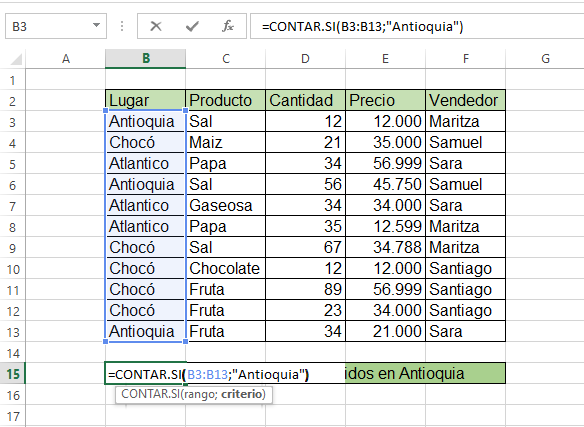 B3 fx =CONTAR.SI(B3:B13;"Antioquia")
A B C D E F G
1
2 Lugar Producto Cantidad Precio Vendedor
3 Antioquia Sal 12 12.000 Maritza
4 Chocó Maiz 21 35.000 Samuel
5 Atlantico Papa 34 56.999 Sara
6 Antioquia Sal 56 45.750 Samuel
7 Atlantico Gaseosa 34 34.000 Sara
8 Atlantico Papa 35 12.599 Maritza
9 Chocó Sal 67 34.788 Maritza
10 Chocó Chocolate 12 12.000 Santiago
11 Chocó Fruta 89 56.999 Santiago
12 Chocó Fruta 23 34.000 Santiago
13 Antioquia Fruta 34 21.000 Sara
14
15 =CONTAR.SI(B3:B13;"Antioquia") idos en Antioquia
16 CONTAR.SI(rango; criterio)
17